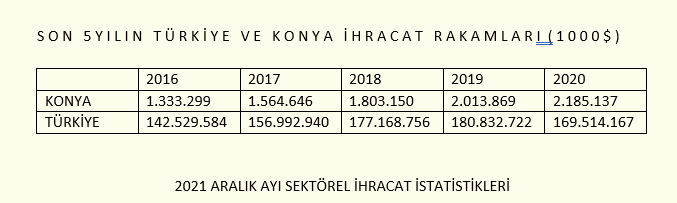 SON 5YILIN TÜRKİYE VE KONYA İHRACAT RAKAMLARI (1000$)
2016 2017 2018 2019 2020
KONYA 1.333.299 1.564.646 1.803.150 2.013.869 2.185.137
TÜRKİYE 142.529.584 156.992.940 177.168.756 180.832.722 169.514.167
2021 ARALIK AYI SEKTÖREL İHRACAT İSTATİSTİKLERİ